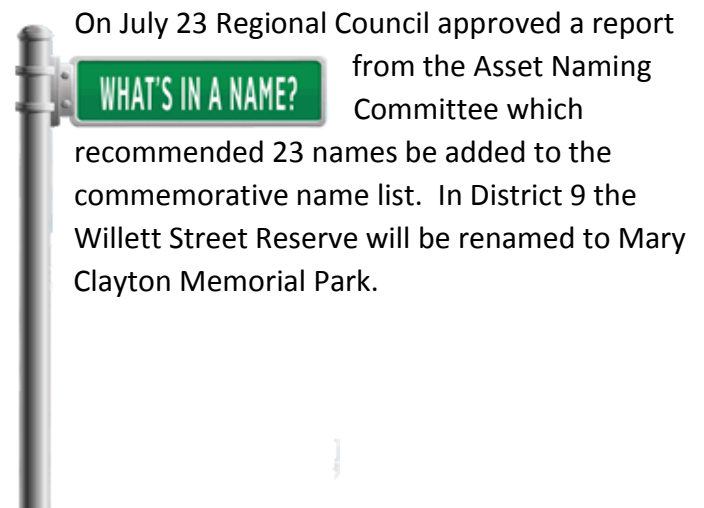 On July 23 Regional Council approved a report
from the Asset Naming
WHAT'S IN A NAME?
Committee which
recommended 23 names be added to the
commemorative name list.  In District 9 the
Willett Street Reserve will be renamed to Mary
Clayton Memorial Park.